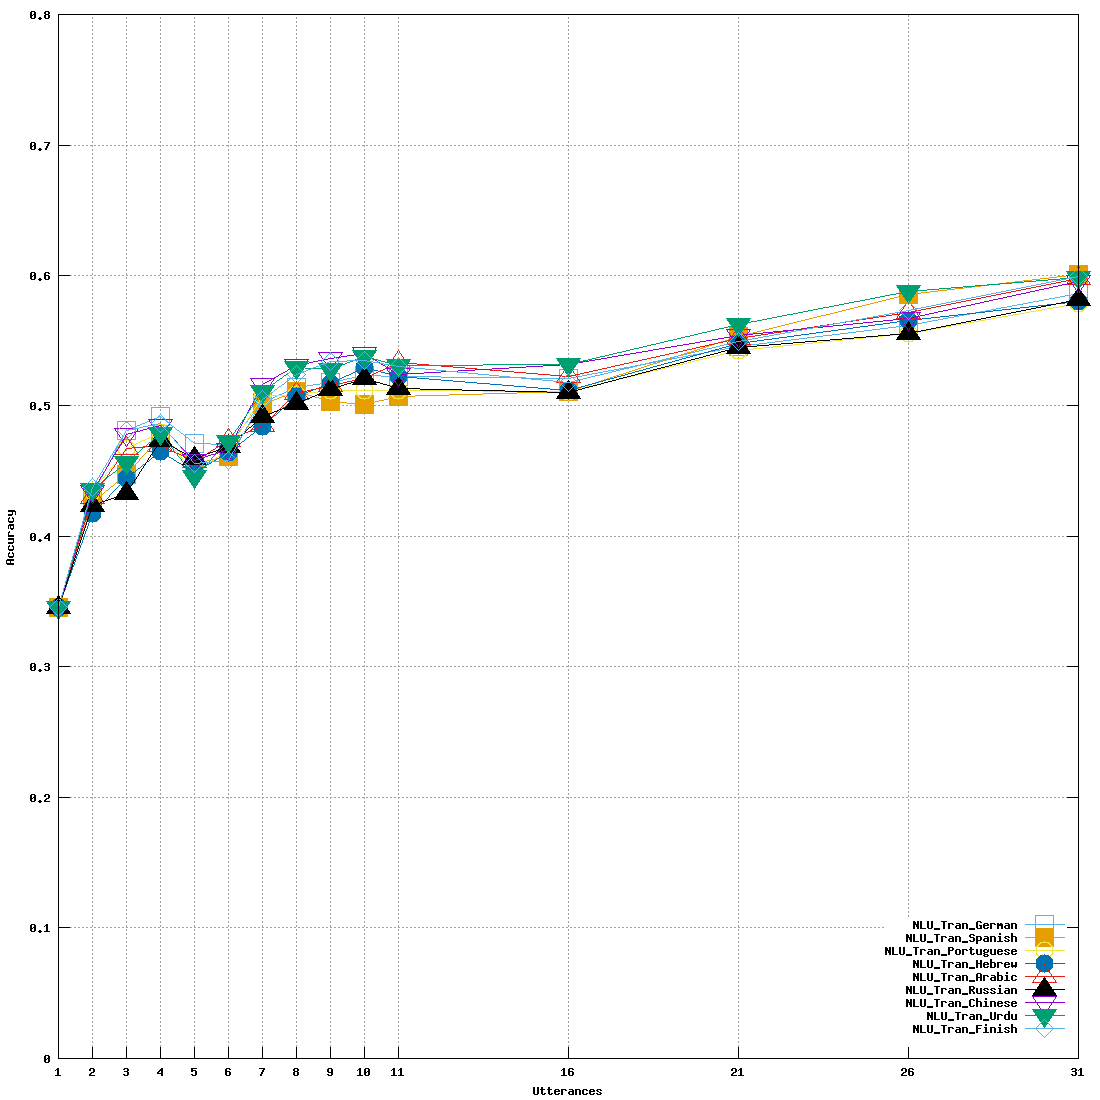 0.8
0.7
0.6
0.5
0.4
0.3
0.2
0.1
0
Accuracy
NLU_Tran_German
NLU_Tran_Spanish
NLU_Tran_Portuguese
NLU_Tran_Hebrew
NLU_Tran_Arabic
NLU_Tran_Russian
NLU_Tran_Chinese
NLU_Tran_Urdu
NLU_Tran_Finish
1 2 3 4 5 6 7 8 9 10 11 16 21 26 31
Utterances